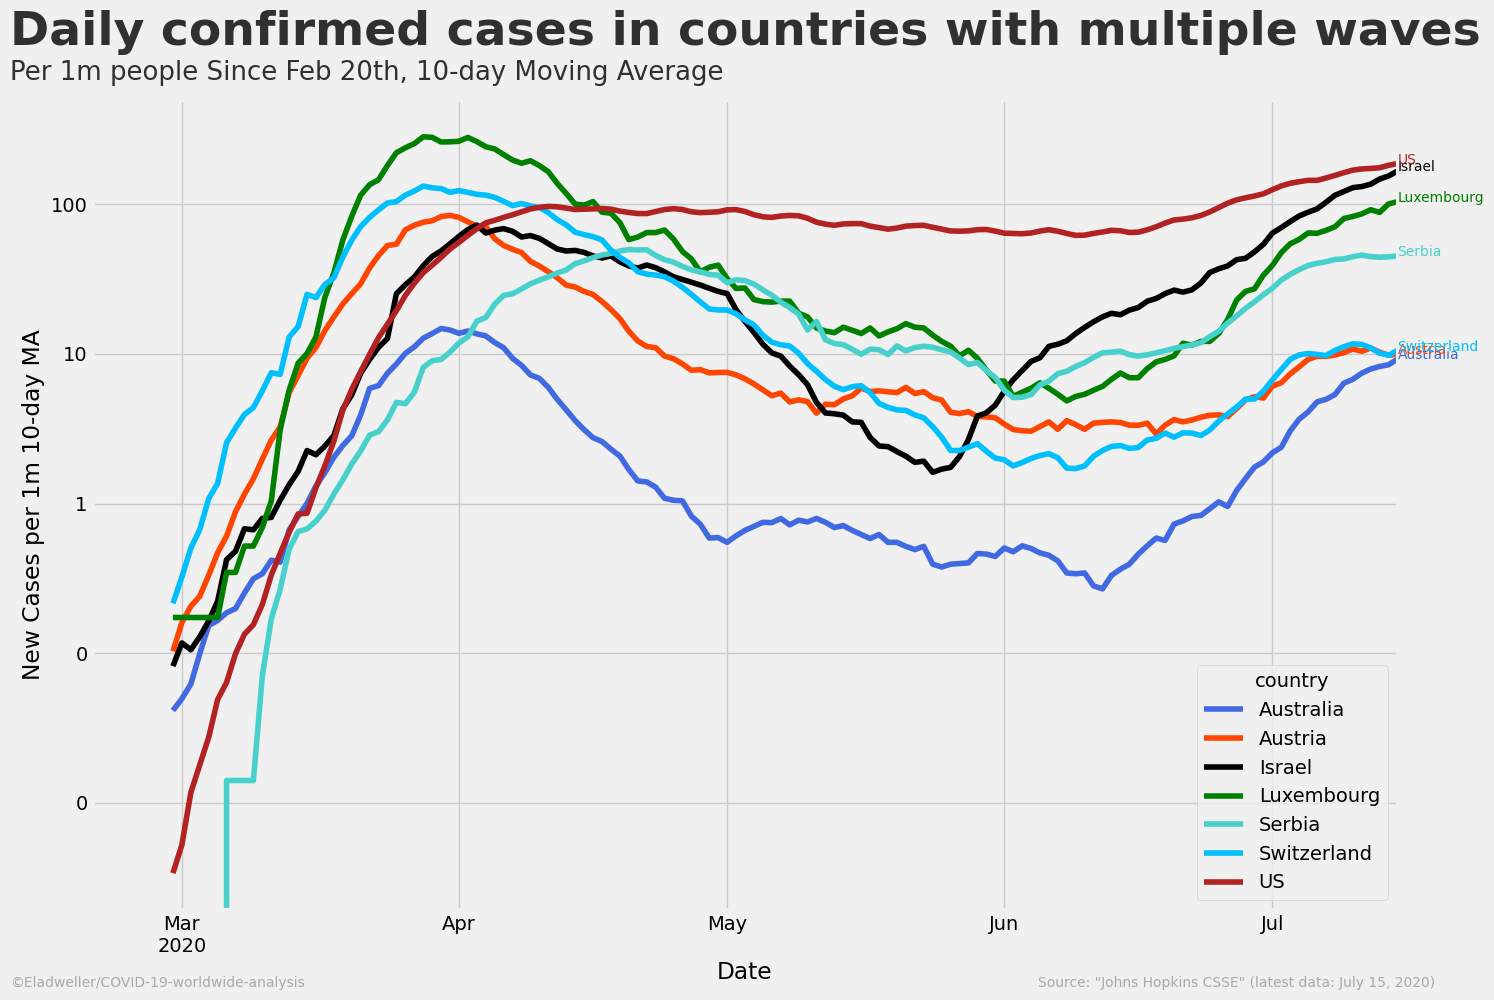 Daily confirmed cases in countries with multiple waves
Per 1m people Since Feb 20th, 10-day Moving Average
New Cases per 1m 10-day MA
100
10
1
0
0
US
Israel
Luxembourg
Serbia
Switzerland
Austria
Australia
country
Australia
Austria
Israel
Luxembourg
Serbia
Switzerland
US
Mar
2020
Apr
May
Jun
Jul
Date
©Eladweller/COVID-19-worldwide-analysis
Source: "Johns Hopkins CSSE" (latest data: July 15, 2020)